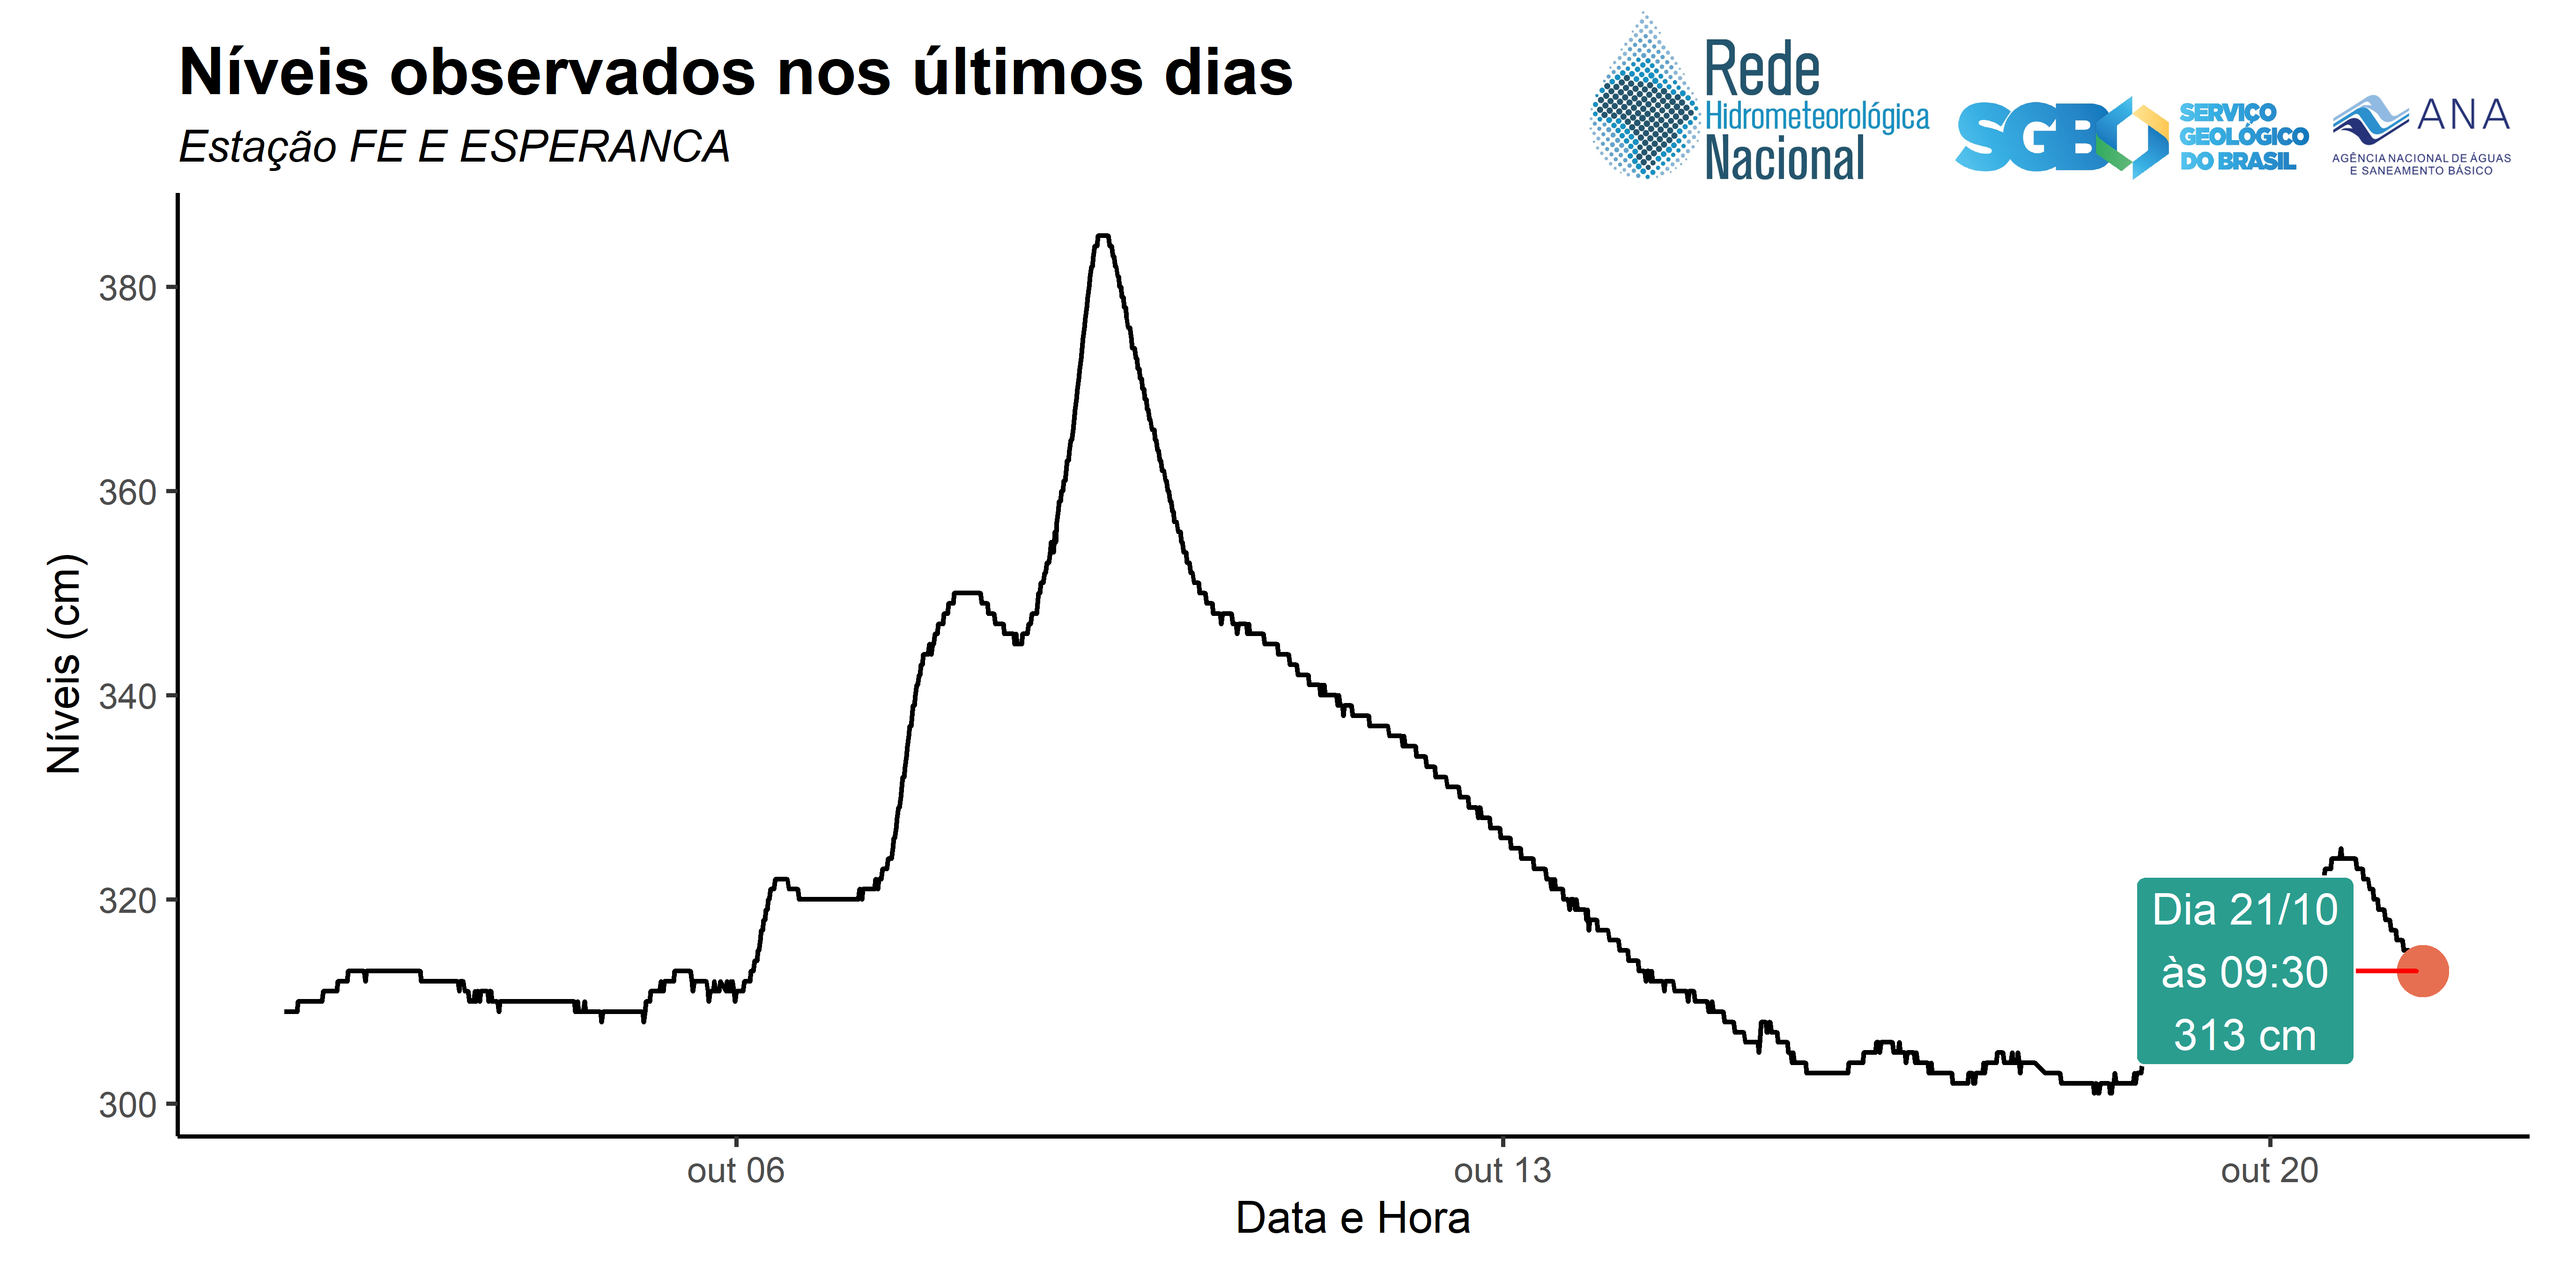 Níveis observados nos últimos dias
Estação FE E ESPERANCA
Rede
Hidrometeorológica
Nacional
SGB
SERVIÇO
GEOLÓGICO
DO BRASIL
ANA
AGÊNCIA NACIONAL DE ÁGUAS
E SANEAMENTO BÁSICO
Níveis (cm)
380
360
340
320
300
Dia 21/10
às 09:30
313 cm
out 06
out 13
out 20
Data e Hora